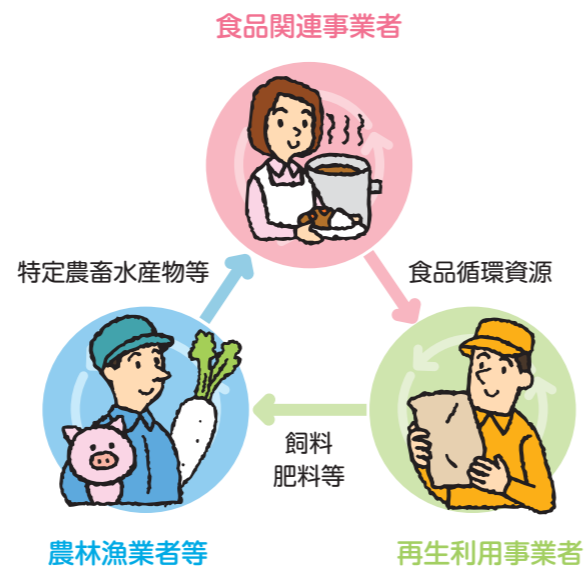 食品関連事業者
特定農畜水産物等
食品循環資源
飼料
肥料等
農林漁業者等
再生利用事業者